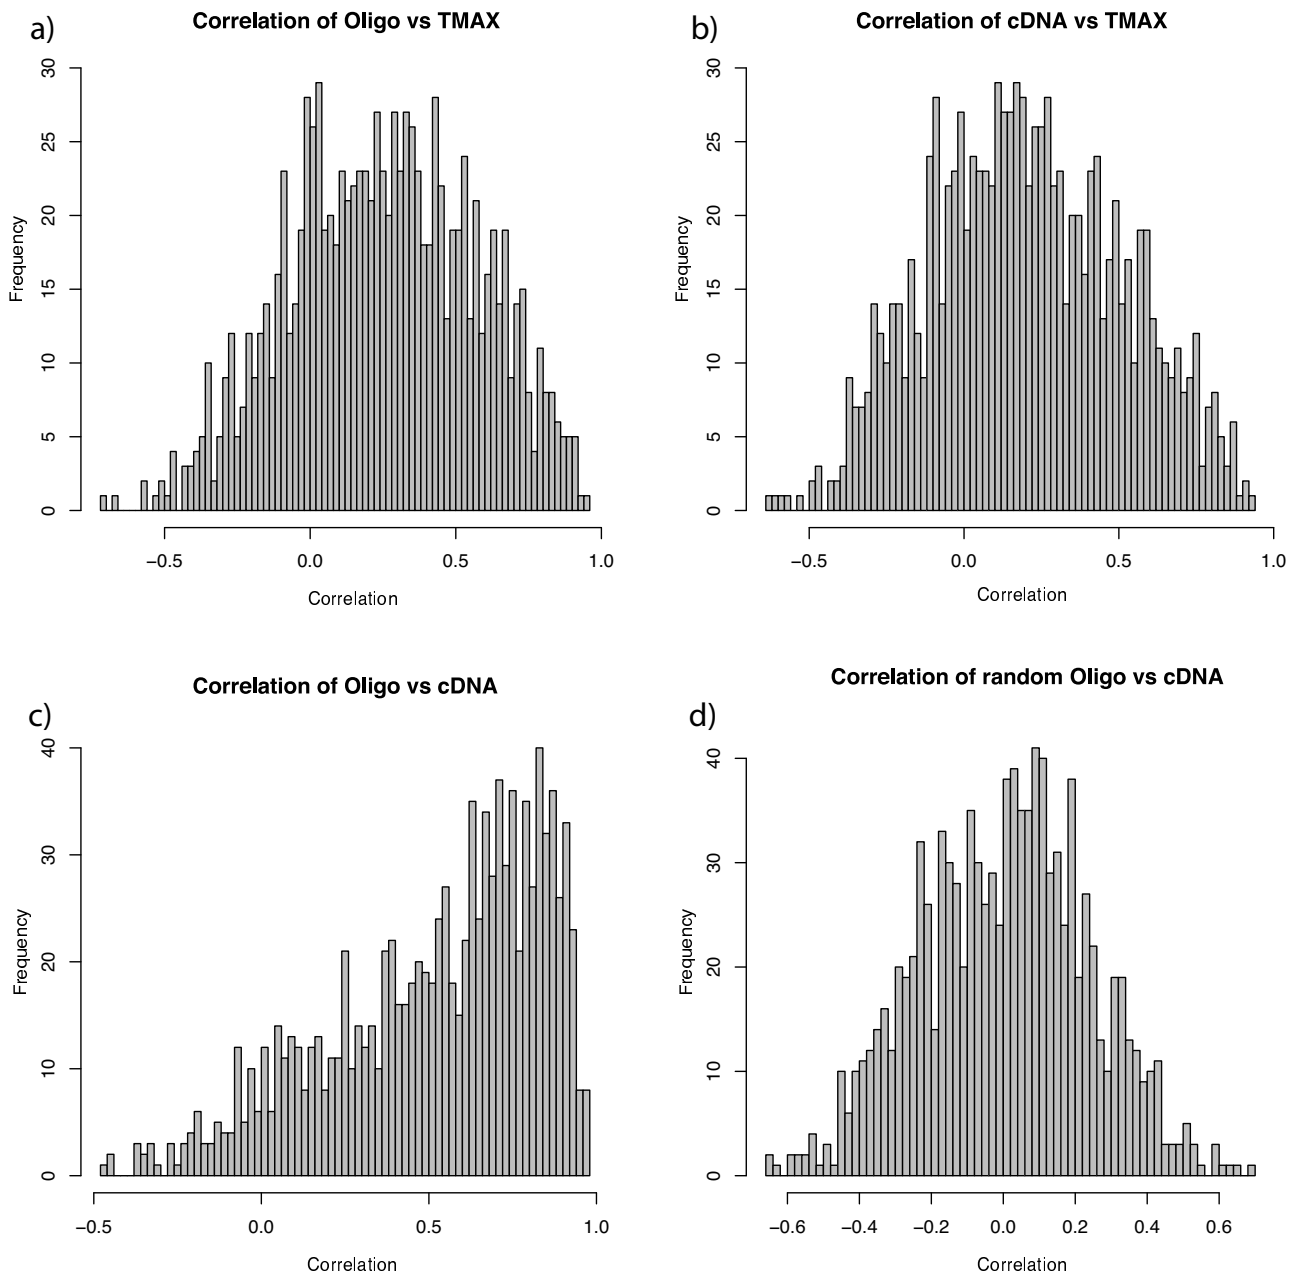 a)
Correlation of Oligo vs TMAX
Frequency
0
5
10
15
20
25
30
−0.5
0.0
0.5
1.0
Correlation
b)
Correlation of cDNA vs TMAX
Frequency
0
5
10
15
20
25
30
−0.5
0.0
0.5
1.0
Correlation
c)
Correlation of Oligo vs cDNA
Frequency
0
10
20
30
40
−0.5
0.0
0.5
1.0
Correlation
d)
Correlation of random Oligo vs cDNA
Frequency
0
10
20
30
40
−0.6
−0.4
−0.2
0.0
0.2
0.4
0.6
Correlation